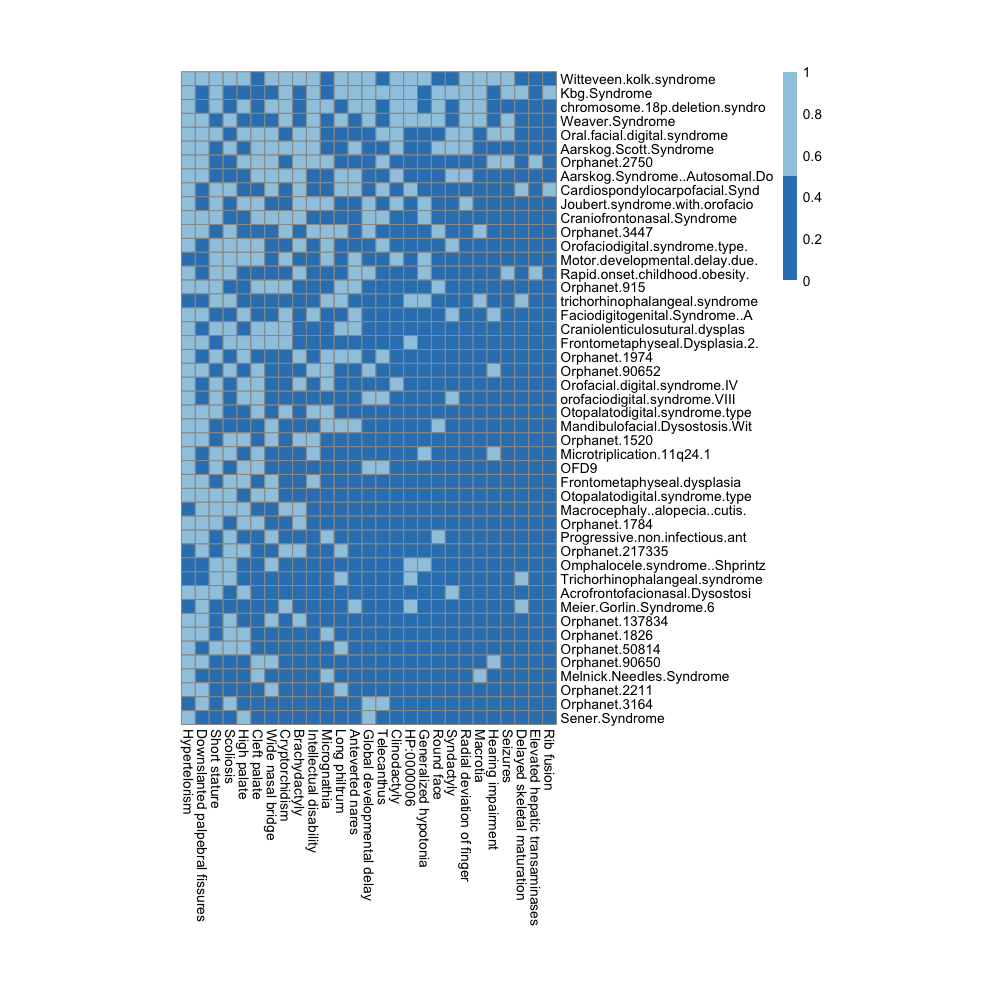 Witteveen.kolk.syndrome
Kbg.Syndrome
chromosome.18p.deletion.syndro
Weaver.Syndrome
Oral.facial.digital.syndrome
Aarskog.Scott.Syndrome
Orphanet.2750
Aarskog.Syndrome..Autosomal.Do
Cardiospondylocarpofacial.Synd
Joubert.syndrome.with.orofacio
Craniofrontonasal.Syndrome
Orphanet.3447
Orofaciodigital.syndrome.type.
Motor.developmental.delay.due.
Rapid.onset.childhood.obesity.
Orphanet.915
trichorhinophalangeal.syndrome
Faciodigitogenital.Syndrome..A
Craniolenticulosutural.dysplas
Frontometaphyseal.Dysplasia.2.
Orphanet.1974
Orphanet.90652
Orofacial.digital.syndrome.IV
orofaciodigital.syndrome.VIII
Otopalatodigital.syndrome.type
Mandibulofacial.Dysostosis.Wit
Orphanet.1520
Microtriplication.11q24.1
OFD9
Frontometaphyseal.dysplasia
Otopalatodigital.syndrome.type
Macrocephaly..alopecia..cutis.
Orphanet.1784
Progressive.non.infectious.ant
Orphanet.217335
Omphalocele.syndrome..Shprintz
Trichorhinophalangeal.syndrome
Acrofrontofacionasal.Dysostosi
Meier.Gorlin.Syndrome.6
Orphanet.137834
Orphanet.1826
Orphanet.50814
Orphanet.90650
Melnick.Needles.Syndrome
Orphanet.2211
Orphanet.3164
Sener.Syndrome
1
0.8
0.6
0.4
0.2
0
Hypertelorism
Downslanted palpebral fissures
Short stature
Scoliosis
High palate
Cleft palate
Wide nasal bridge
Cryptorchidism
Brachydactyly
Intellectual disability
Micrognathia
Long philtrum
Anteverted nares
Global developmental delay
Telecanthus
Clinodactyly
HP:0000006
Generalized hypotonia
Round face
Syndactyly
Radial deviation of finger
Macrotia
Hearing impairment
Seizures
Delayed skeletal maturation
Elevated hepatic transaminases
Rib fusion